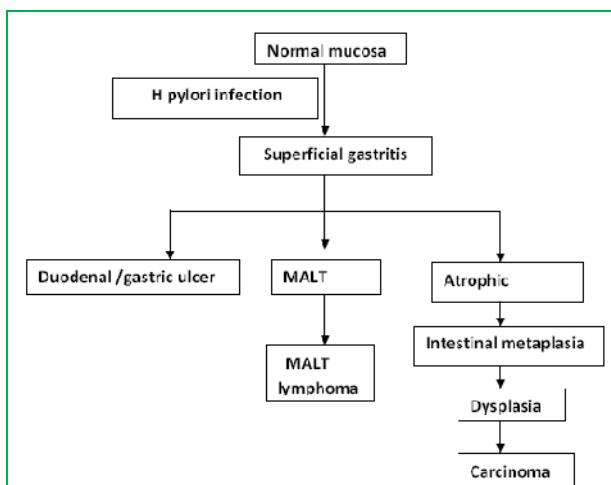 Normal mucosa
H pylori infection
Superficial gastritis
Duodenal /gastric ulcer
MALT
Atrophic
MALT
lymphoma
Intestinal metaplasia
Dysplasia
Carcinoma